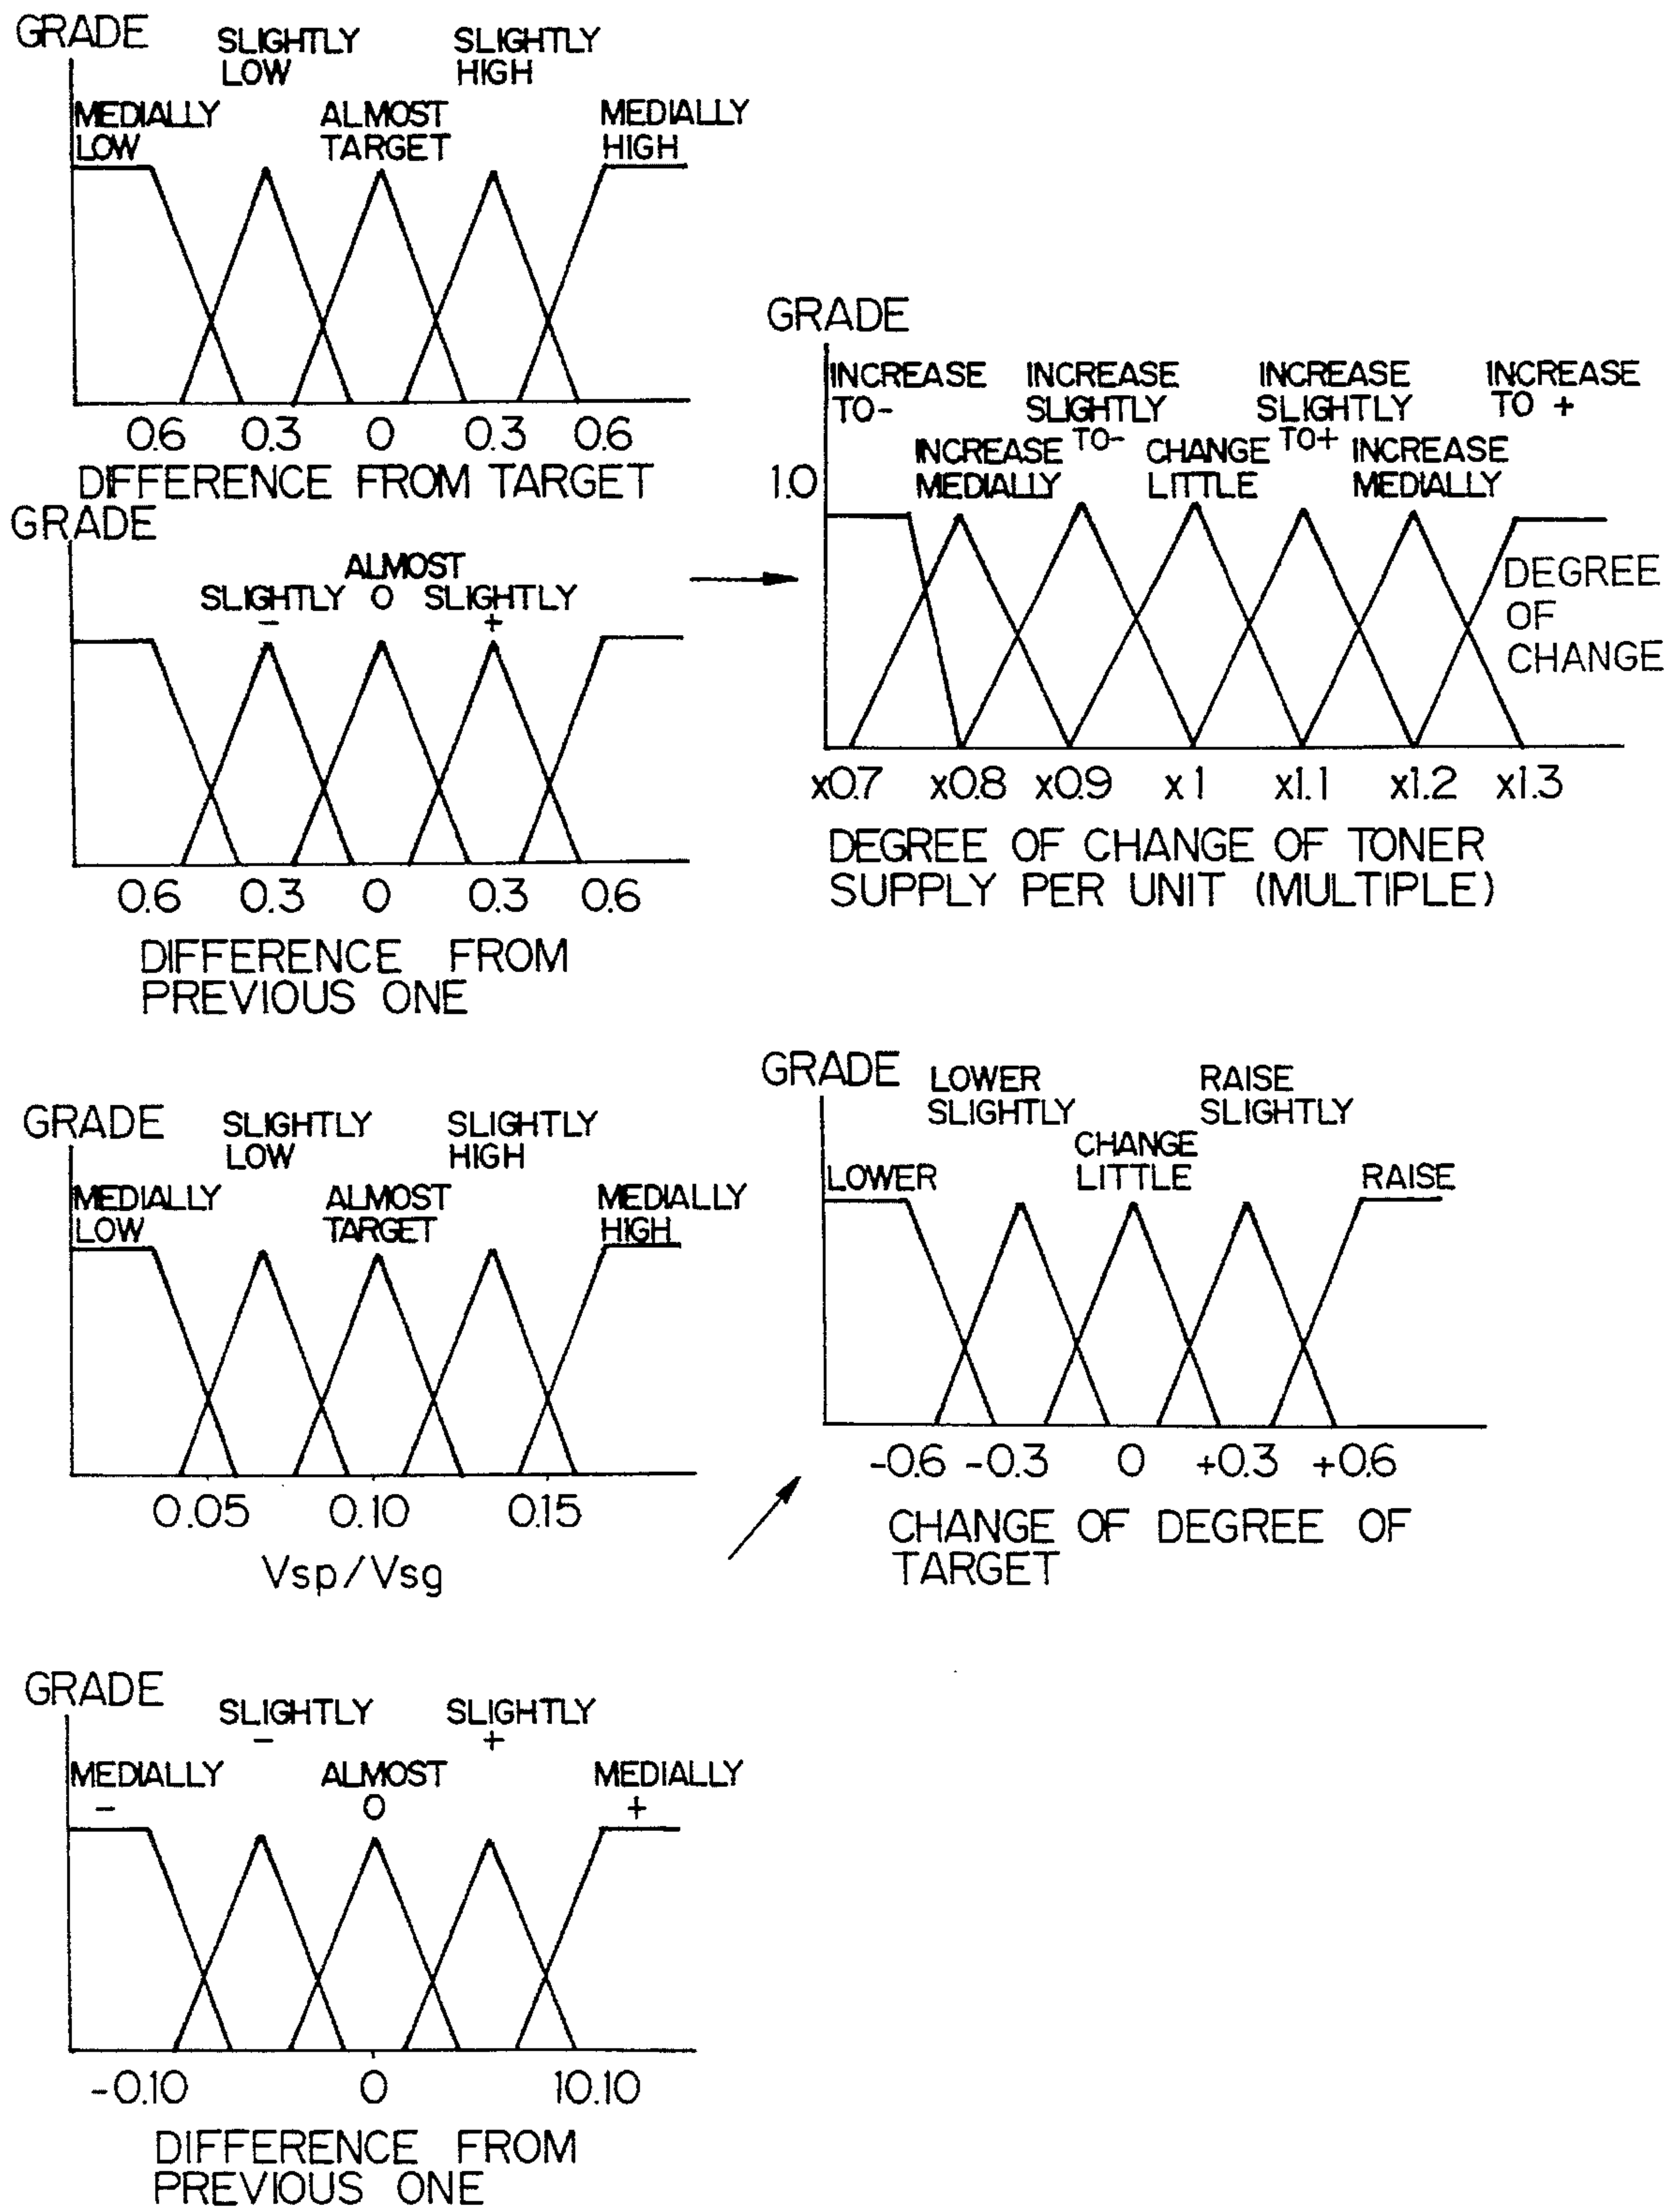 GRADE
SLIGHTLY LOW
SLIGHTLY HIGH
MEDIALLY LOW
ALMOST TARGET
MEDIALLY HIGH
0.6 0.3 0 0.3 0.6
DIFFERENCE FROM TARGET
GRADE
ALMOST
SLIGHTLY 0 SLIGHTLY
− +
0.6 0.3 0 0.3 0.6
DIFFERENCE FROM
PREVIOUS ONE
GRADE
INCREASE TO-
INCREASE SLIGHTLY TO-
INCREASE SLIGHTLY TO+
INCREASE TO +
INCREASE MEDIALLY
CHANGE LITTLE
INCREASE MEDIALLY
1.0
DEGREE
OF
CHANGE
x0.7 x0.8 x0.9 x1 x1.1 x1.2 x1.3
DEGREE OF CHANGE OF TONER
SUPPLY PER UNIT (MULTIPLE)
GRADE
SLIGHTLY LOW
SLIGHTLY HIGH
MEDIALLY LOW
ALMOST TARGET
MEDIALLY HIGH
0.05 0.10 0.15
Vsp/Vsg
GRADE
LOWER SLIGHTLY
RAISE SLIGHTLY
LOWER
CHANGE LITTLE
RAISE
-0.6 -0.3 0 +0.3 +0.6
CHANGE OF DEGREE OF
TARGET
GRADE
SLIGHTLY −
SLIGHTLY +
MEDIALLY −
ALMOST 0
MEDIALLY +
-0.10 0 10.10
DIFFERENCE FROM
PREVIOUS ONE